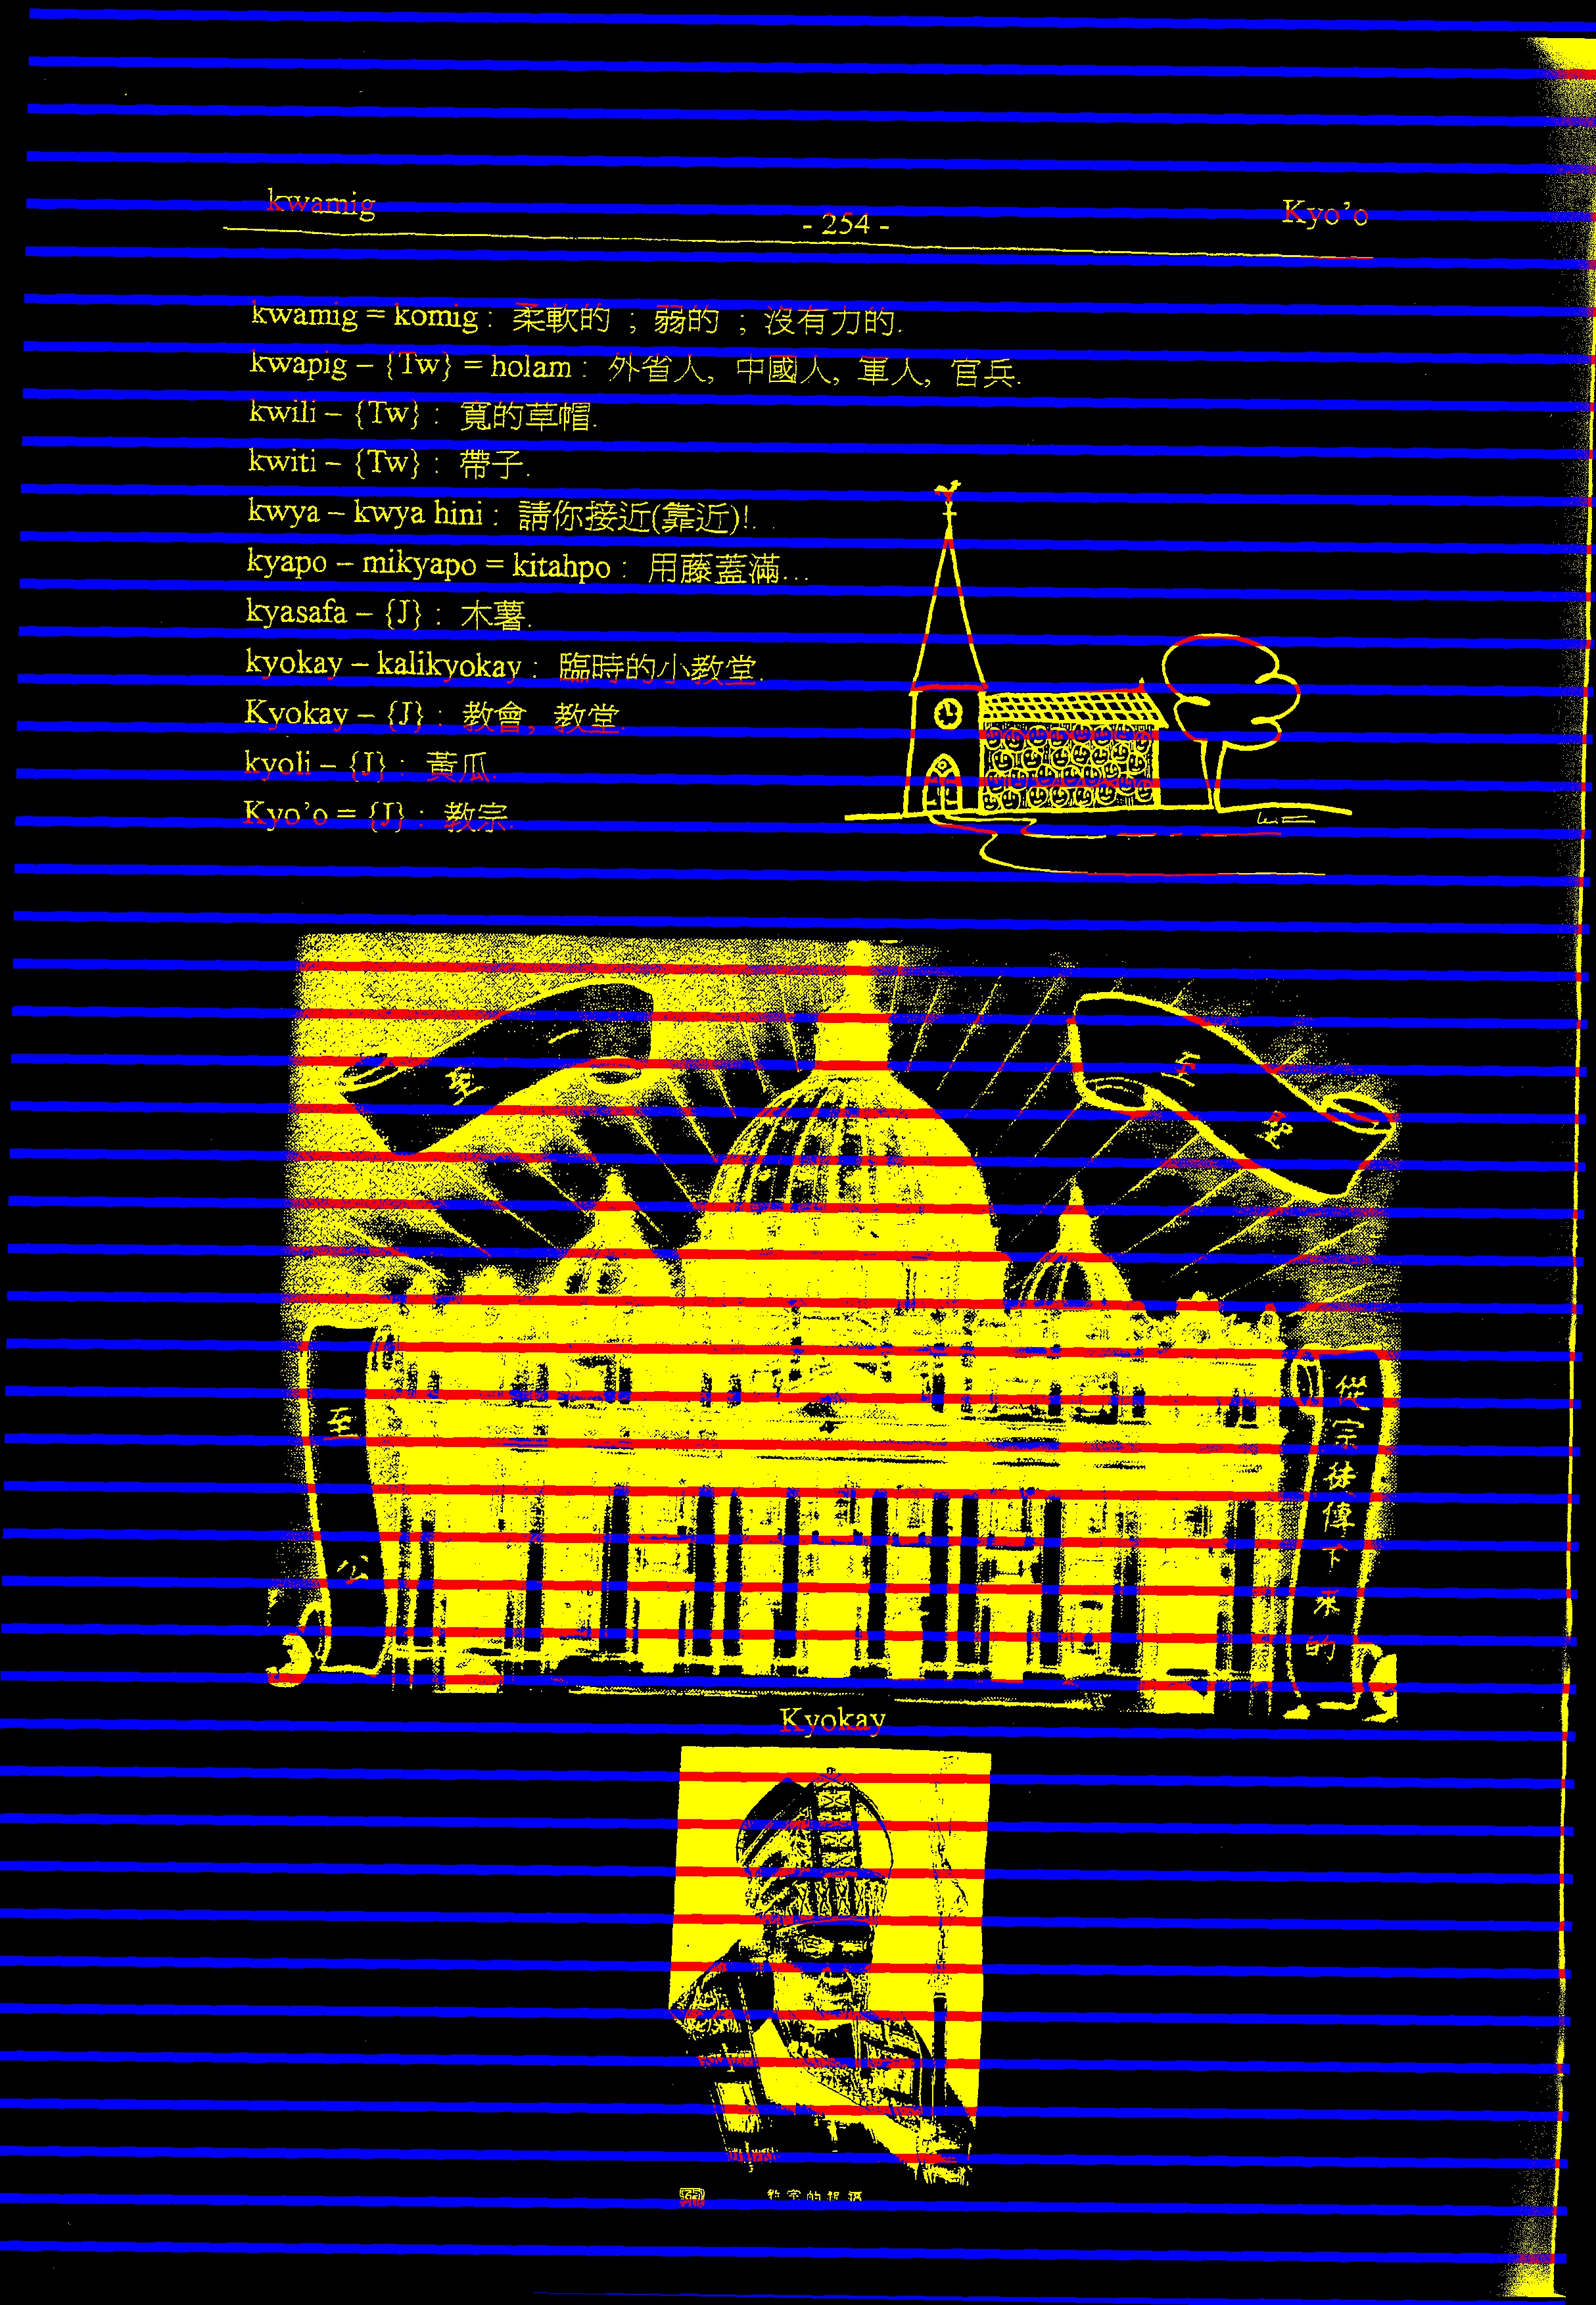 kwamig
- 254 -
Kyo’o
kwamig = komig : 柔軟的 ; 弱的 ; 沒有力的.
kwapig – {Tw} = holam : 外省人, 中國人, 軍人, 官兵.
kwili – {Tw} : 寬的草帽.
kwiti – {Tw} : 帶子.
kwya – kwya hini : 請你接近(靠近)!.
kyapo – mikyapo = kitahpo : 用藤蓋滿…
kyasafa – {J} : 木薯.
kyokay – kalikyokay : 臨時的小教堂.
Kyokay – {J} : 教會, 教堂.
kyoli – {J} : 黃瓜.
Kyo’o = {J} : 教宗.
聖
至聖
至公
從宗徒傳下來的
Kyokay